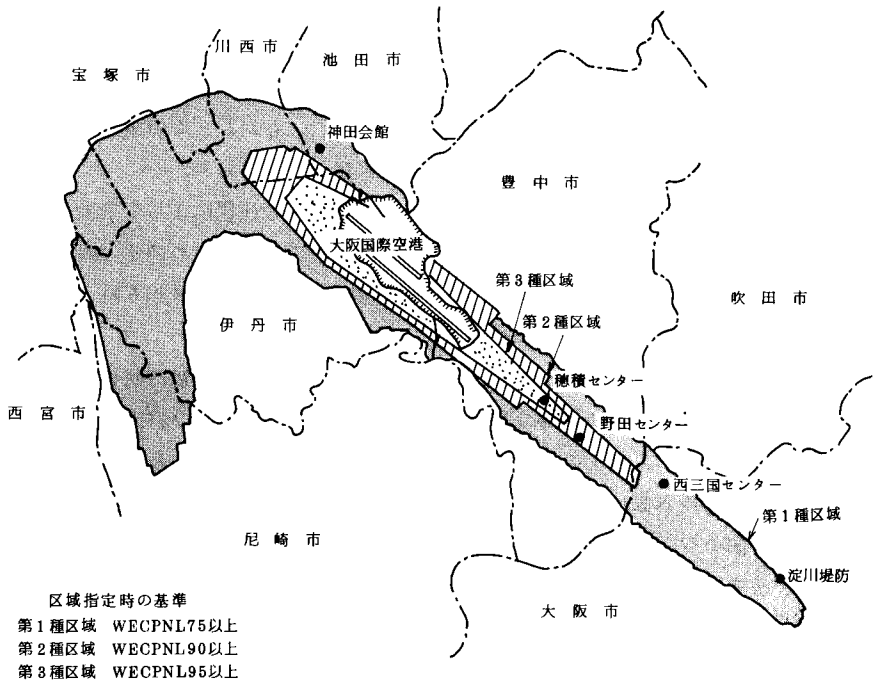 川西市
池田市
宝塚市
神田会館
豊中市
大阪国際空港
第3種区域
吹田市
第2種区域
伊丹市
穂積センター
西宮市
野田センター
西三国センター
第1種区域
尼崎市
淀川堤防
大阪市
区域指定時の基準
第1種区域 WECPNL75以上
第2種区域 WECPNL90以上
第3種区域 WECPNL95以上